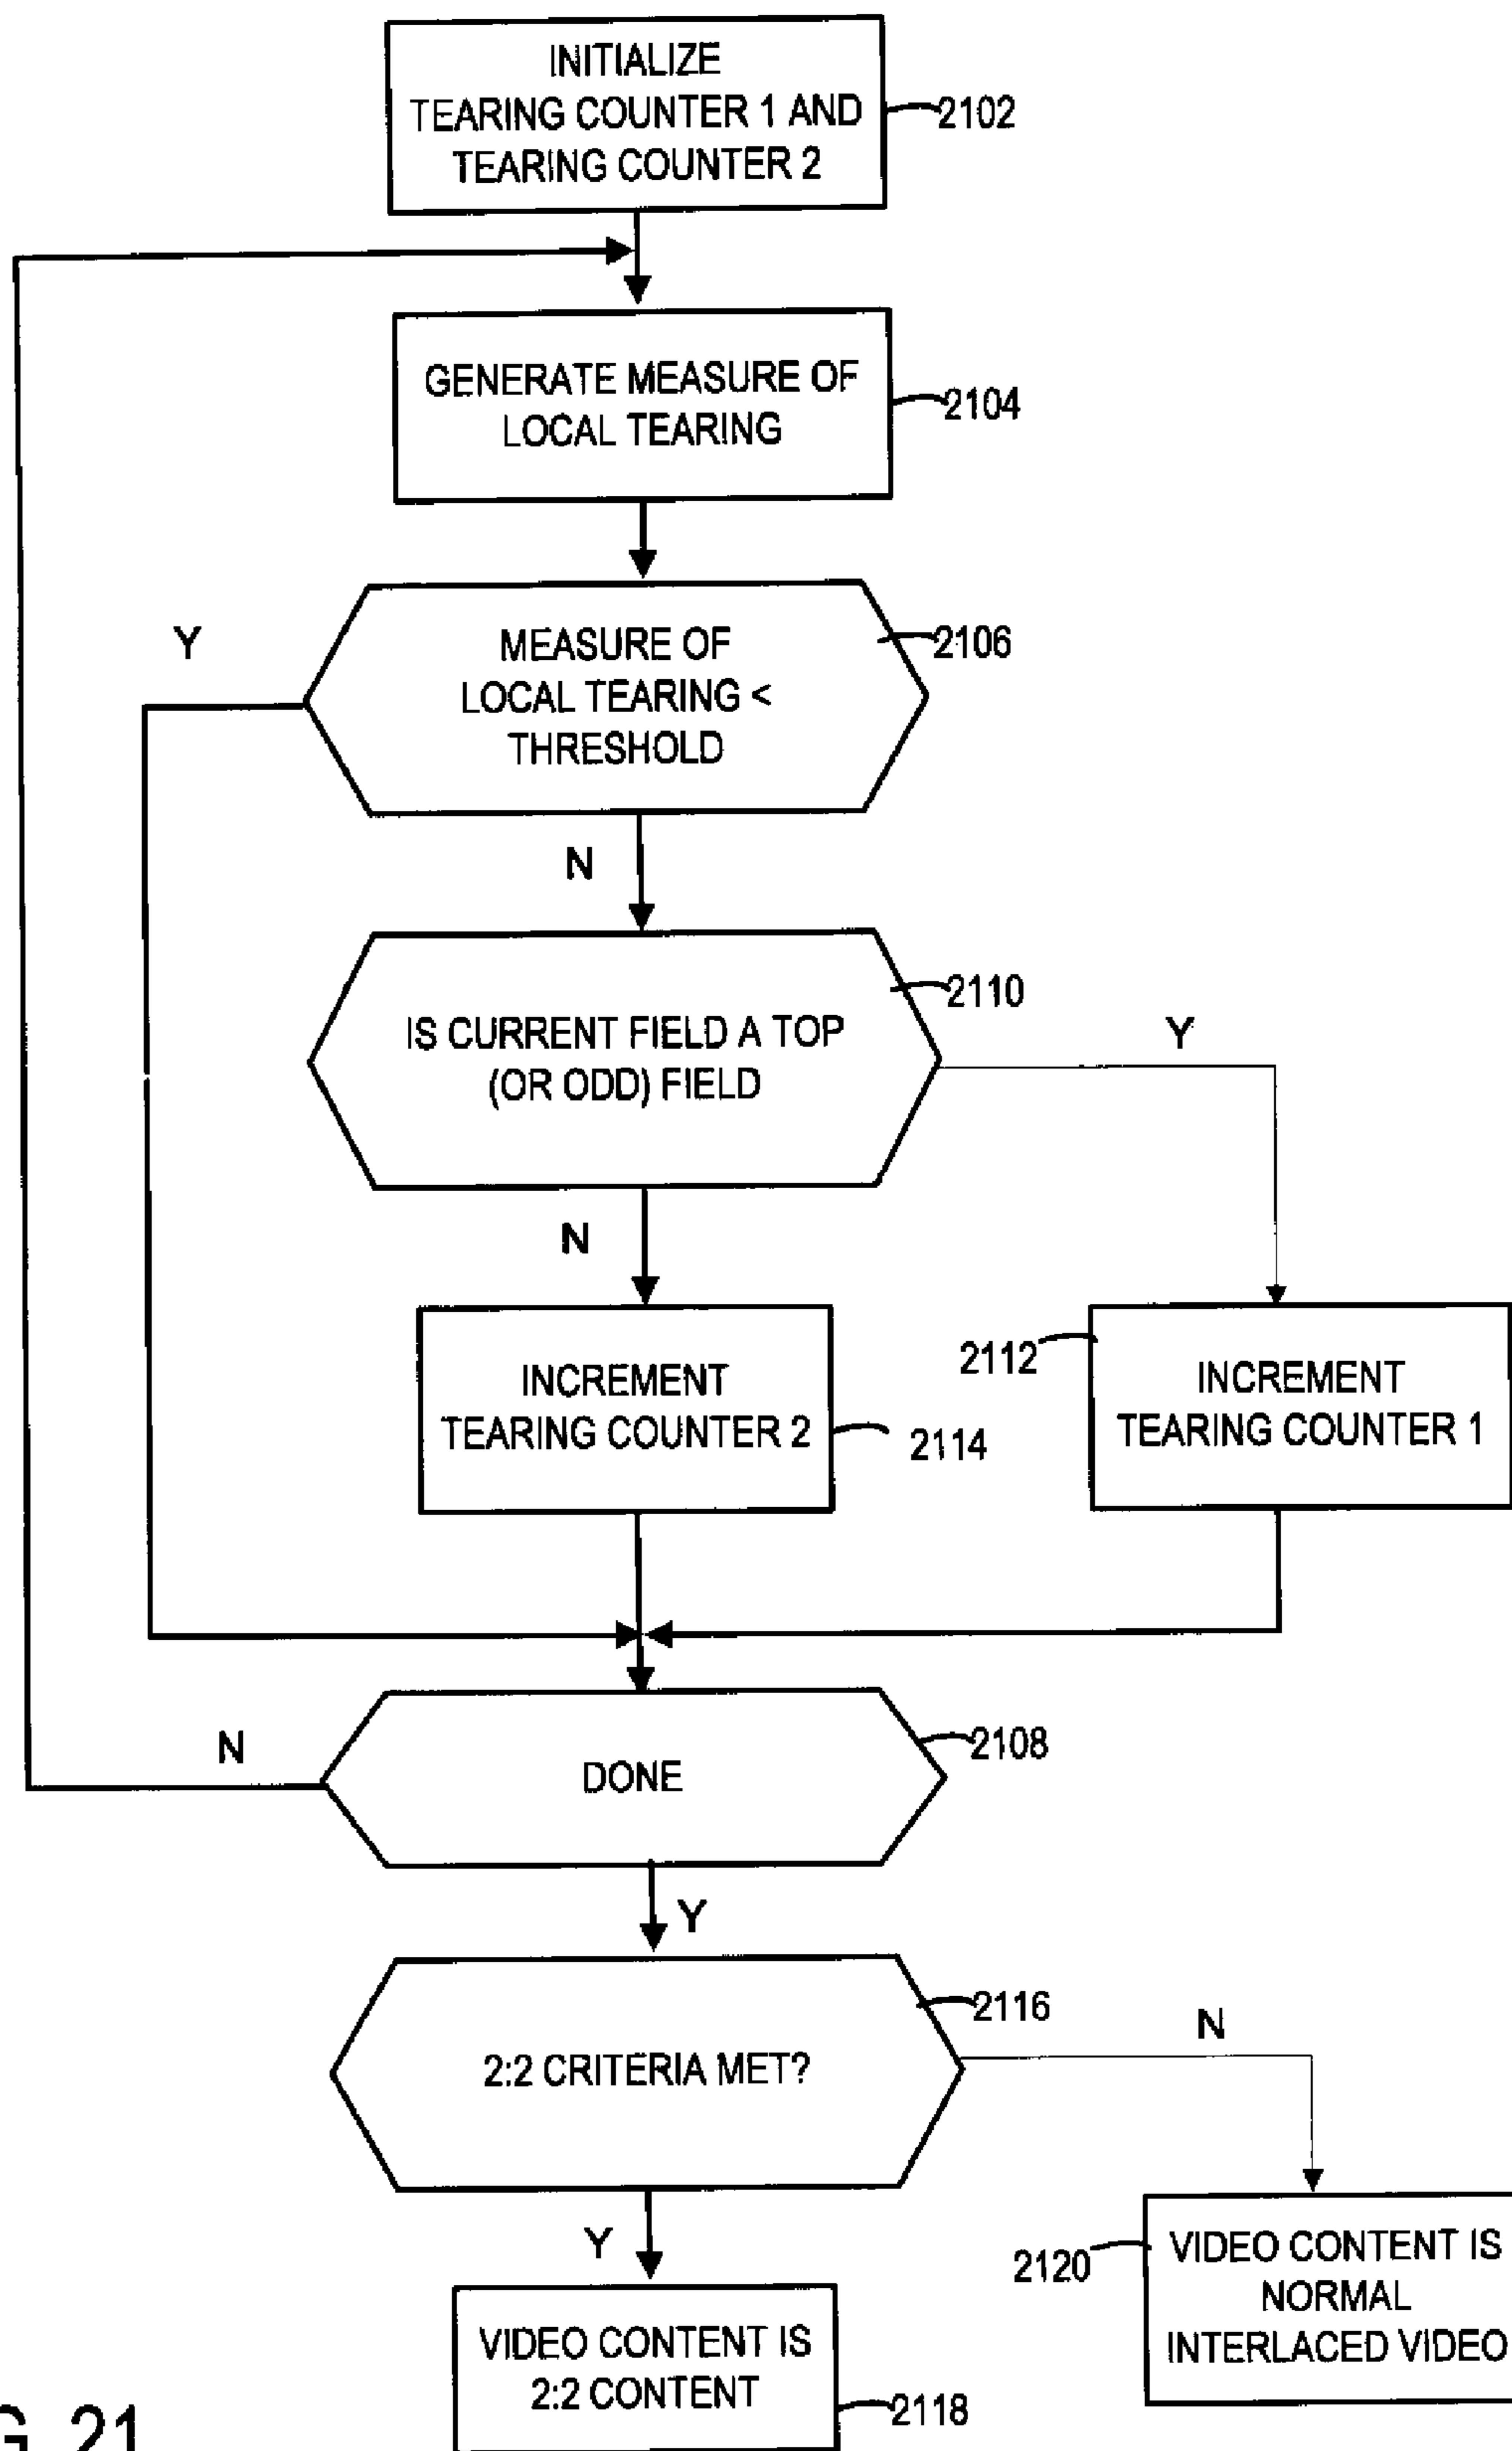 INITIALIZE
TEARING COUNTER 1 AND
TEARING COUNTER 2
2102
GENERATE MEASURE OF
LOCAL TEARING
2104
Y
MEASURE OF
LOCAL TEARING <
THRESHOLD
2106
N
IS CURRENT FIELD A TOP
(OR ODD) FIELD
2110
Y
N
INCREMENT
TEARING COUNTER 2
2114
2112
INCREMENT
TEARING COUNTER 1
N
DONE
2108
Y
2:2 CRITERIA MET?
2116
N
Y
VIDEO CONTENT IS
2:2 CONTENT
2118
2120
VIDEO CONTENT IS
NORMAL
INTERLACED VIDEO
G. 21